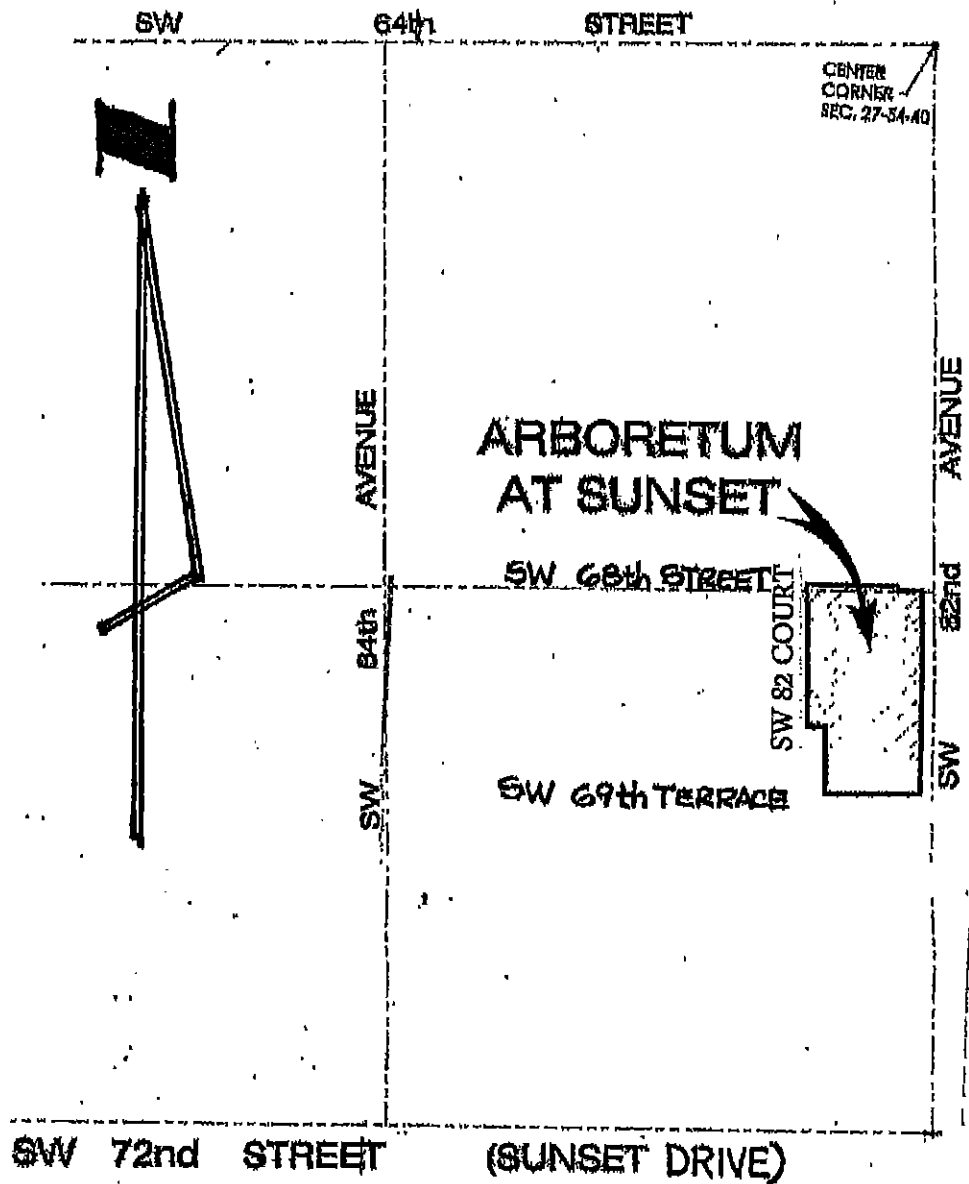 SW 64th STREET
CENTER
CORNER
SEC. 27-54-40
N
AVENUE
AVENUE
ARBORETUM
AT SUNSET
SW 68th STREET
84th
SW 82 COURT
82nd
SW
SW
SW 69th TERRACE
SW 72nd STREET (SUNSET DRIVE)